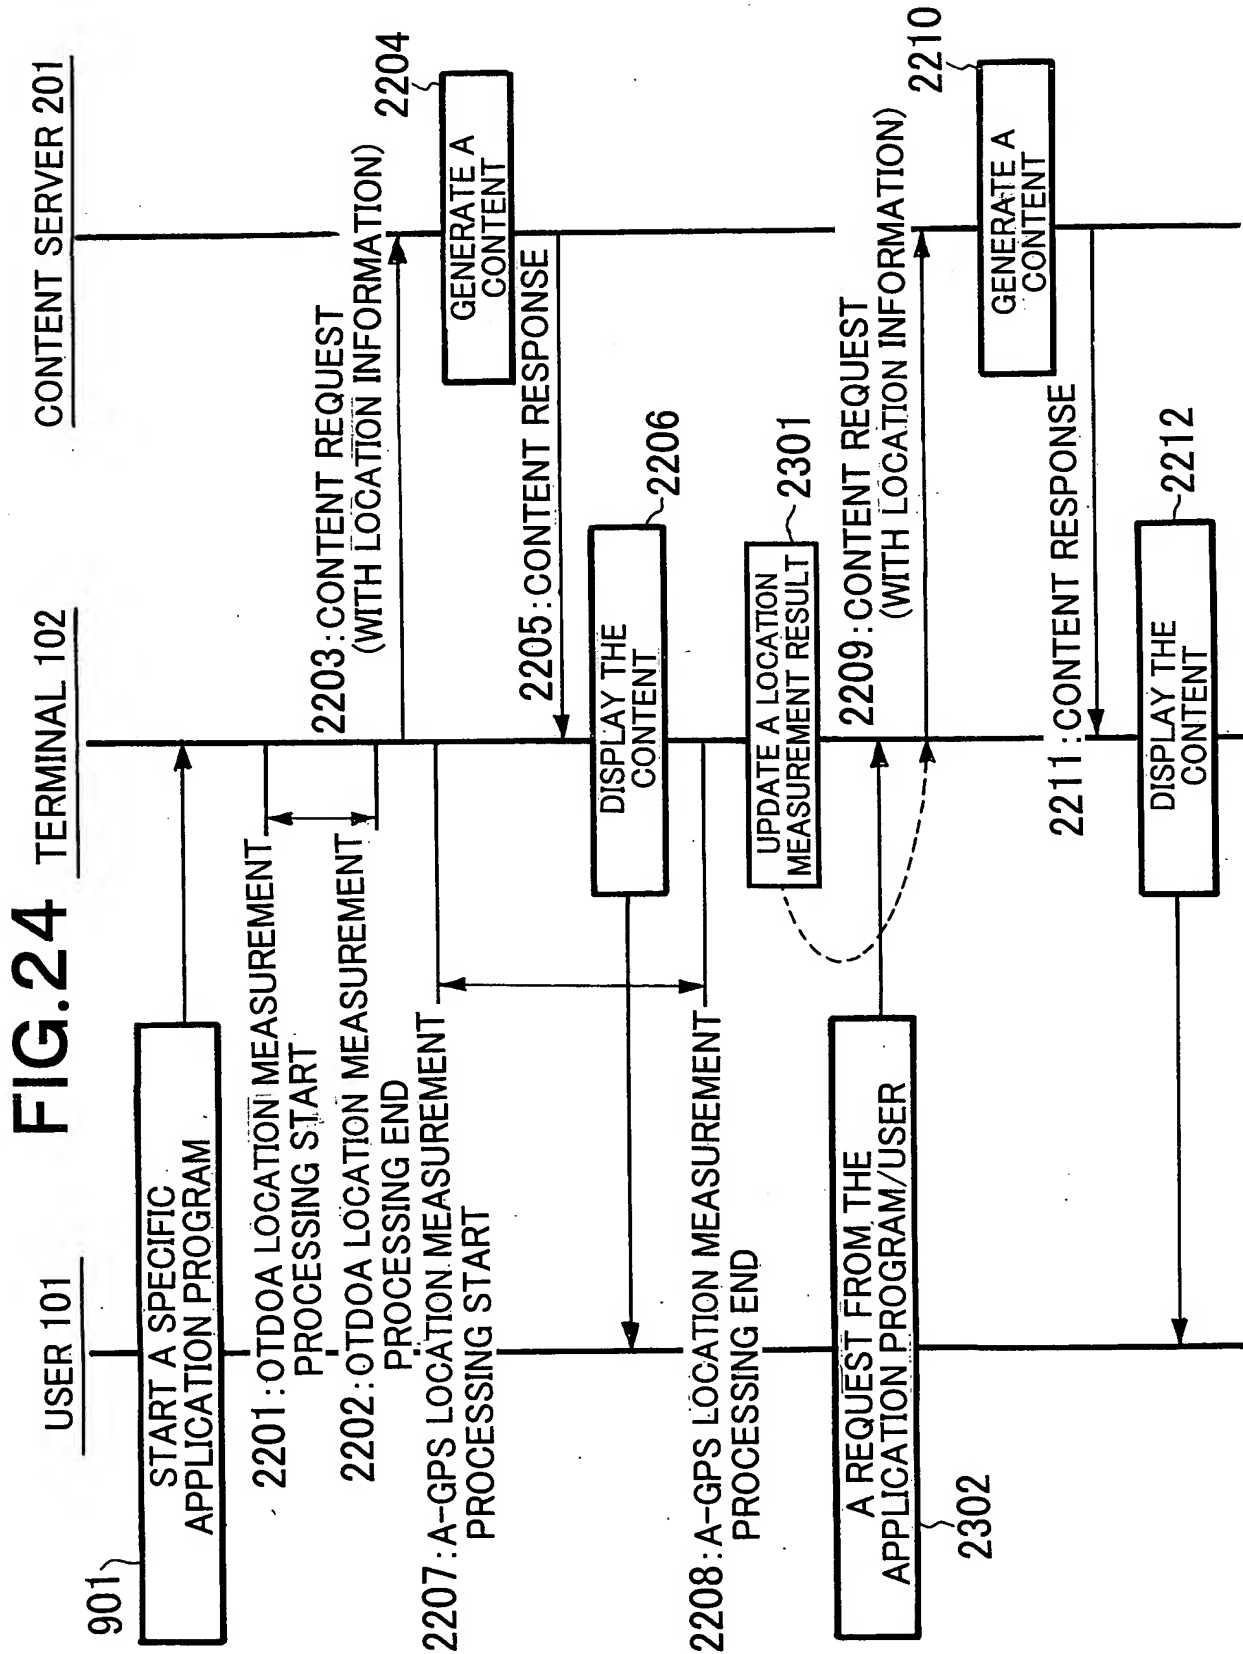 FIG.24
USER 101
TERMINAL 102
CONTENT SERVER 201
901
START A SPECIFIC
APPLICATION PROGRAM
2201:OTDOA LOCATION MEASUREMENT
PROCESSING START
2202:OTDOA LOCATION MEASUREMENT
PROCESSING END
2203:CONTENT REQUEST
(WITH LOCATION INFORMATION)
2204
GENERATE A
CONTENT
2207:A-GPS LOCATION MEASUREMENT
PROCESSING START
2205:CONTENT RESPONSE
2206
DISPLAY THE
CONTENT
2208:A-GPS LOCATION MEASUREMENT
PROCESSING END
2301
UPDATE A LOCATION
MEASUREMENT RESULT
A REQUEST FROM THE
APPLICATION PROGRAM/USER
2302
2209:CONTENT REQUEST
(WITH LOCATION INFORMATION)
2210
GENERATE A
CONTENT
2211:CONTENT RESPONSE
2212
DISPLAY THE
CONTENT